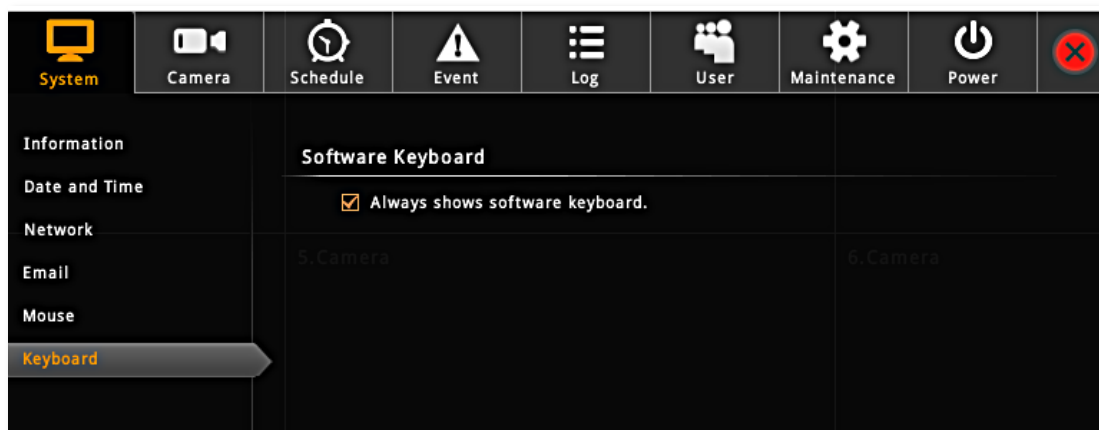 System
Camera
Schedule
Event
Log
User
Maintenance
Power
Information
Date and Time
Network
Email
Mouse
Keyboard
Software Keyboard
Always shows software keyboard.
5.Camera
6.Camera